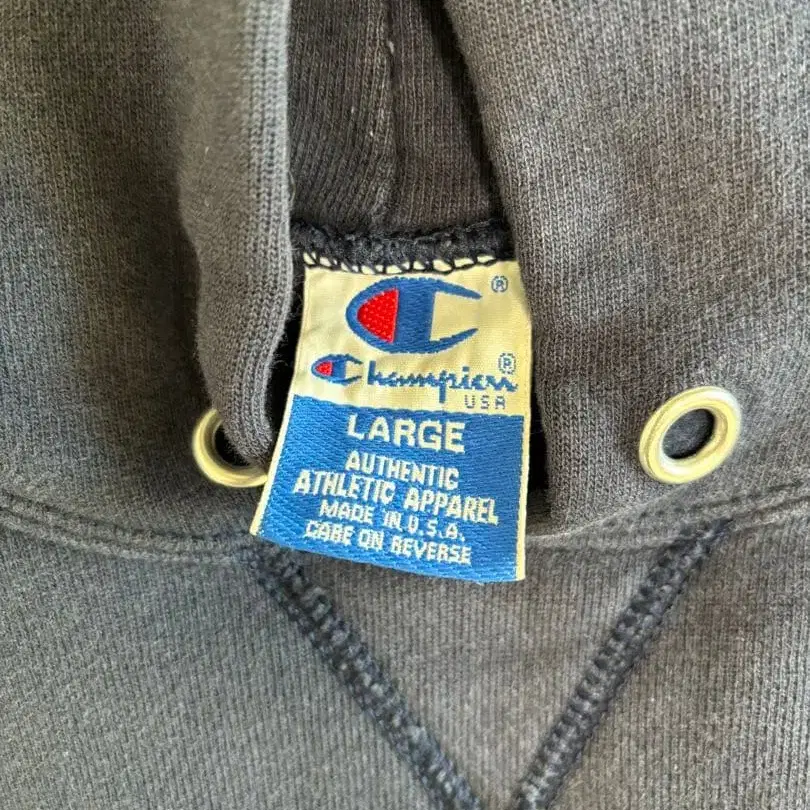 ®
Champion®
USA
LARGE
AUTHENTIC
ATHLETIC APPAREL
MADE IN U.S.A.
CARE ON REVERSE